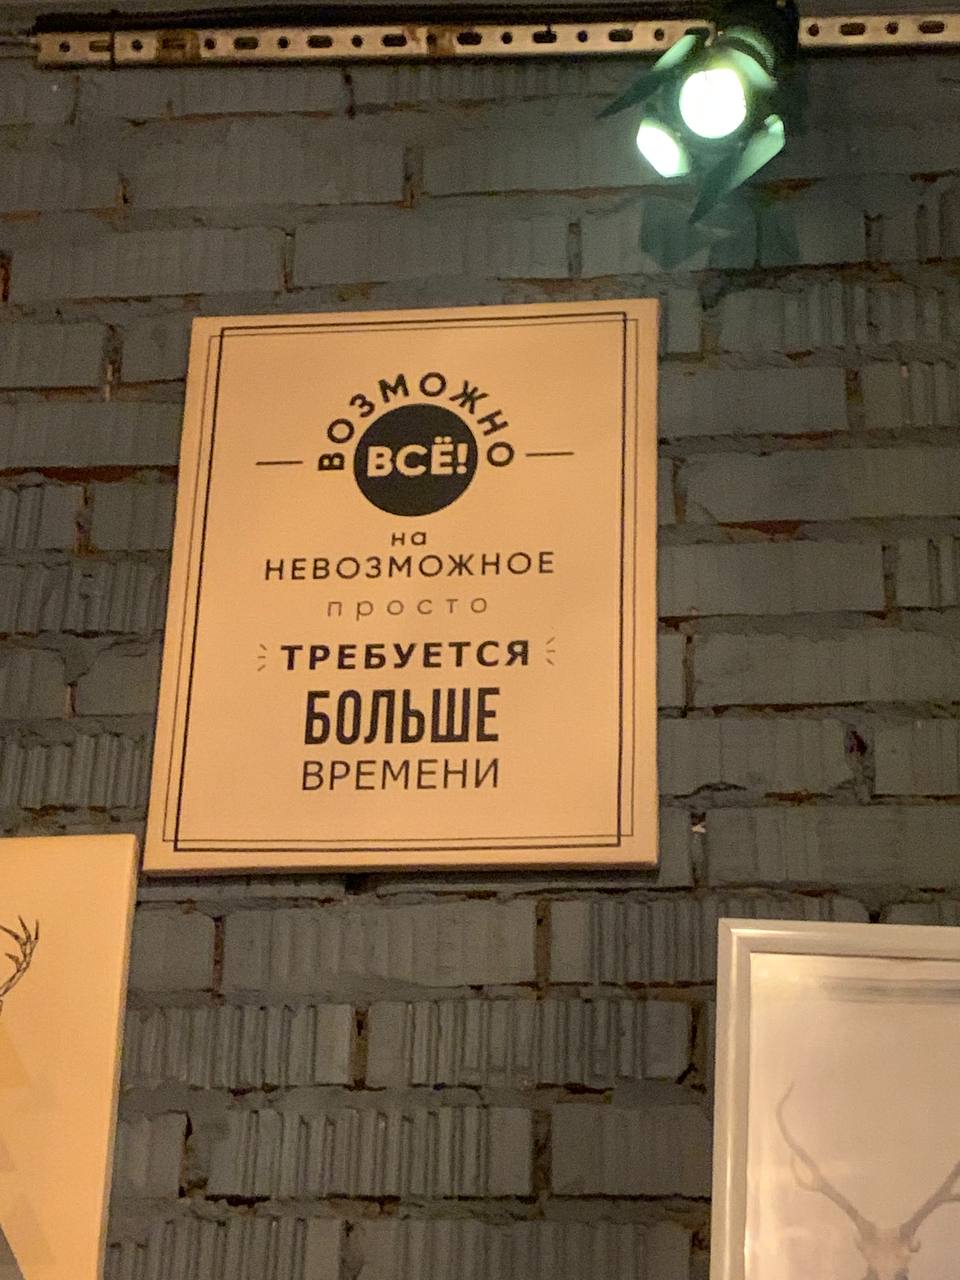 ВОЗМОЖНО
ВСЁ!
на
НЕВОЗМОЖНОЕ
просто
ТРЕБУЕТСЯ
БОЛЬШЕ
ВРЕМЕНИ